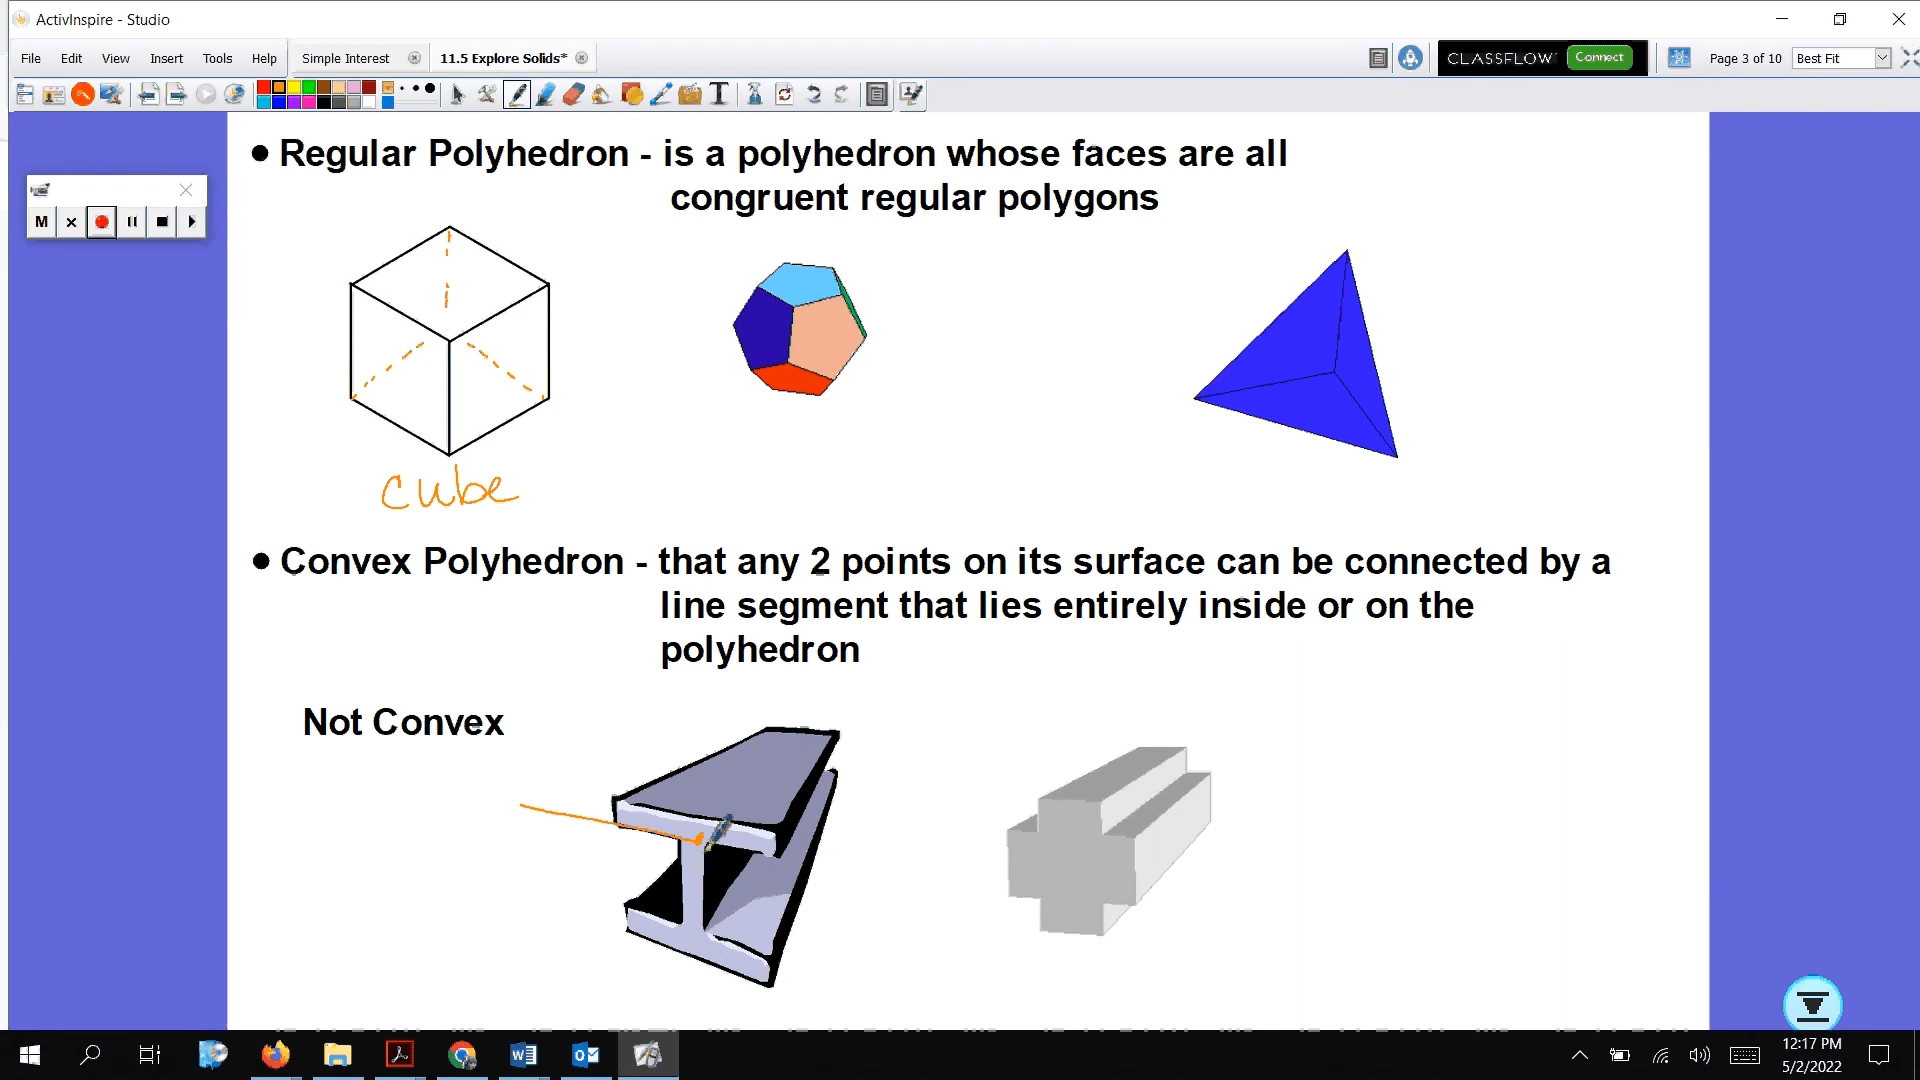 ActivInspire - Studio
File Edit View Insert Tools Help Simple Interest 11.5 Explore Solids* CLASSFLOW Connect Page 3 of 10 Best Fit
T
M
• Regular Polyhedron - is a polyhedron whose faces are all
congruent regular polygons
cube
• Convex Polyhedron - that any 2 points on its surface can be connected by a
line segment that lies entirely inside or on the
polyhedron
Not Convex
12:17 PM
5/2/2022